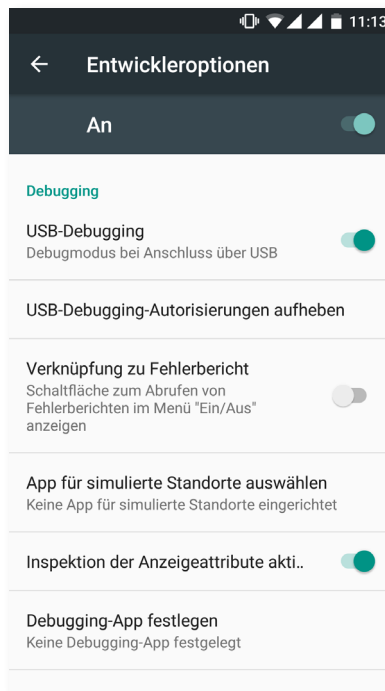 11:13
Entwickleroptionen
An
Debugging
USB-Debugging
Debugmodus bei Anschluss über USB
USB-Debugging-Autorisierungen aufheben
Verknüpfung zu Fehlerbericht
Schaltfläche zum Abrufen von
Fehlerberichten im Menü "Ein/Aus"
anzeigen
App für simulierte Standorte auswählen
Keine App für simulierte Standorte eingerichtet
Inspektion der Anzeigeattribute akti..
Debugging-App festlegen
Keine Debugging-App festgelegt